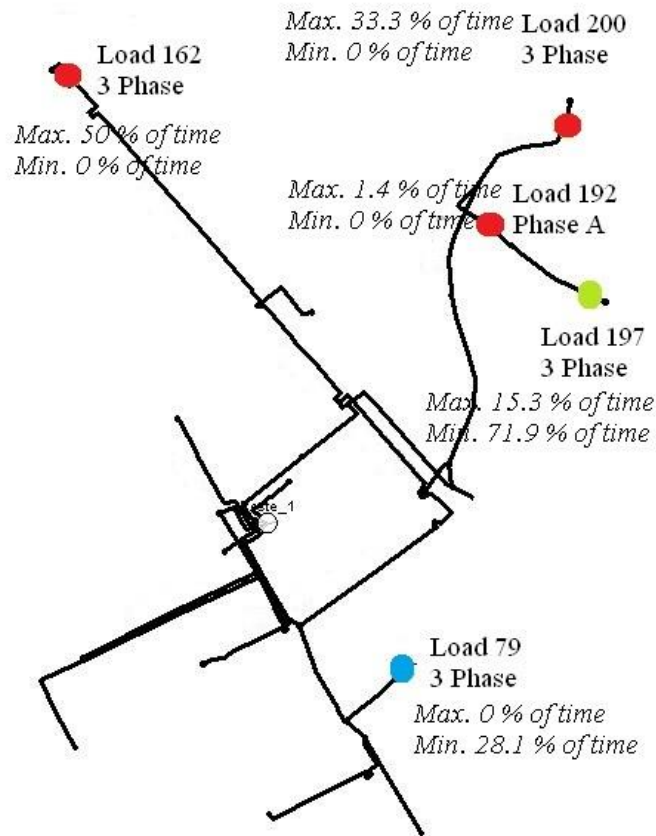 Max. 33.3 % of time
Min. 0 % of time
Load 200
3 Phase
Load 162
3 Phase
Max. 50 % of time
Min. 0 % of time
Max. 1.4 % of time
Min. 0 % of time
Load 192
Phase A
Load 197
3 Phase
Max. 15.3 % of time
Min. 71.9 % of time
Load 79
3 Phase
Max. 0 % of time
Min. 28.1 % of time